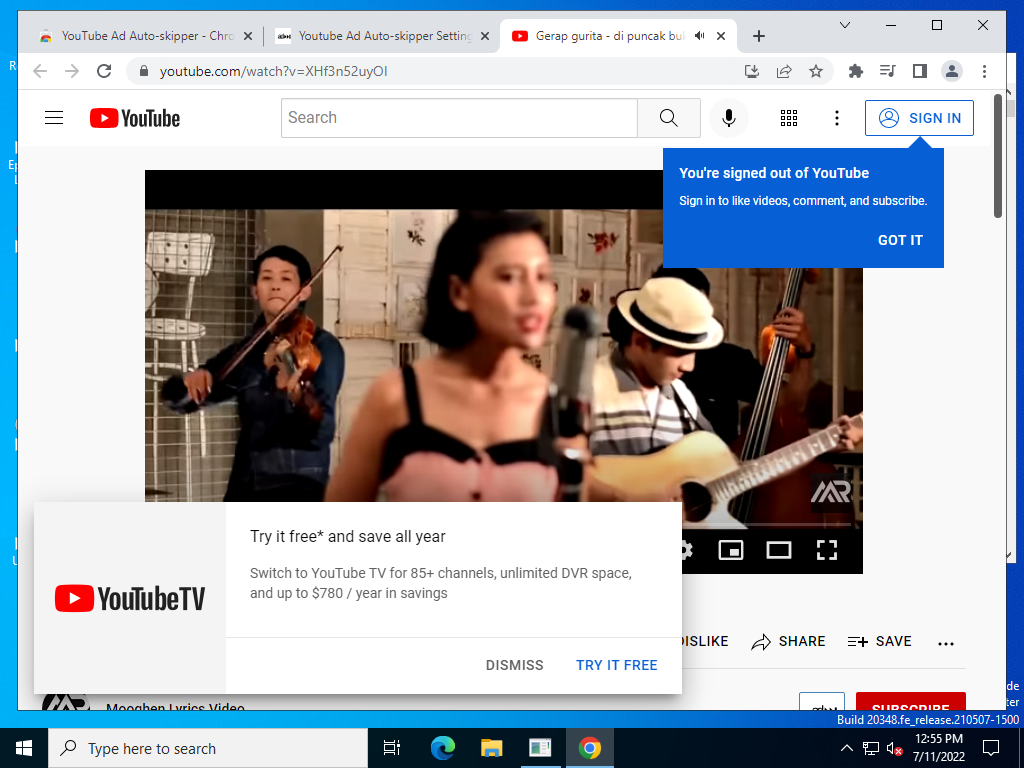 YouTube Ad Auto-skipper - Chro
Youtube Ad Auto-skipper Setting
Gerap gurita - di puncak buk
youtube.com/watch?v=XHf3n52uyOI
YouTube
Search
SIGN IN
You're signed out of YouTube
Sign in to like videos, comment, and subscribe.
GOT IT
Try it free* and save all year
Switch to YouTube TV for 85+ channels, unlimited DVR space,
and up to $780 / year in savings
YouTubeTV
DISMISS
TRY IT FREE
DISLIKE
SHARE
SAVE
Mooghen Lyrics Video
SUBSCRIBE
Build 20348.fe_release.210507-1500
Type here to search
12:55 PM
7/11/2022